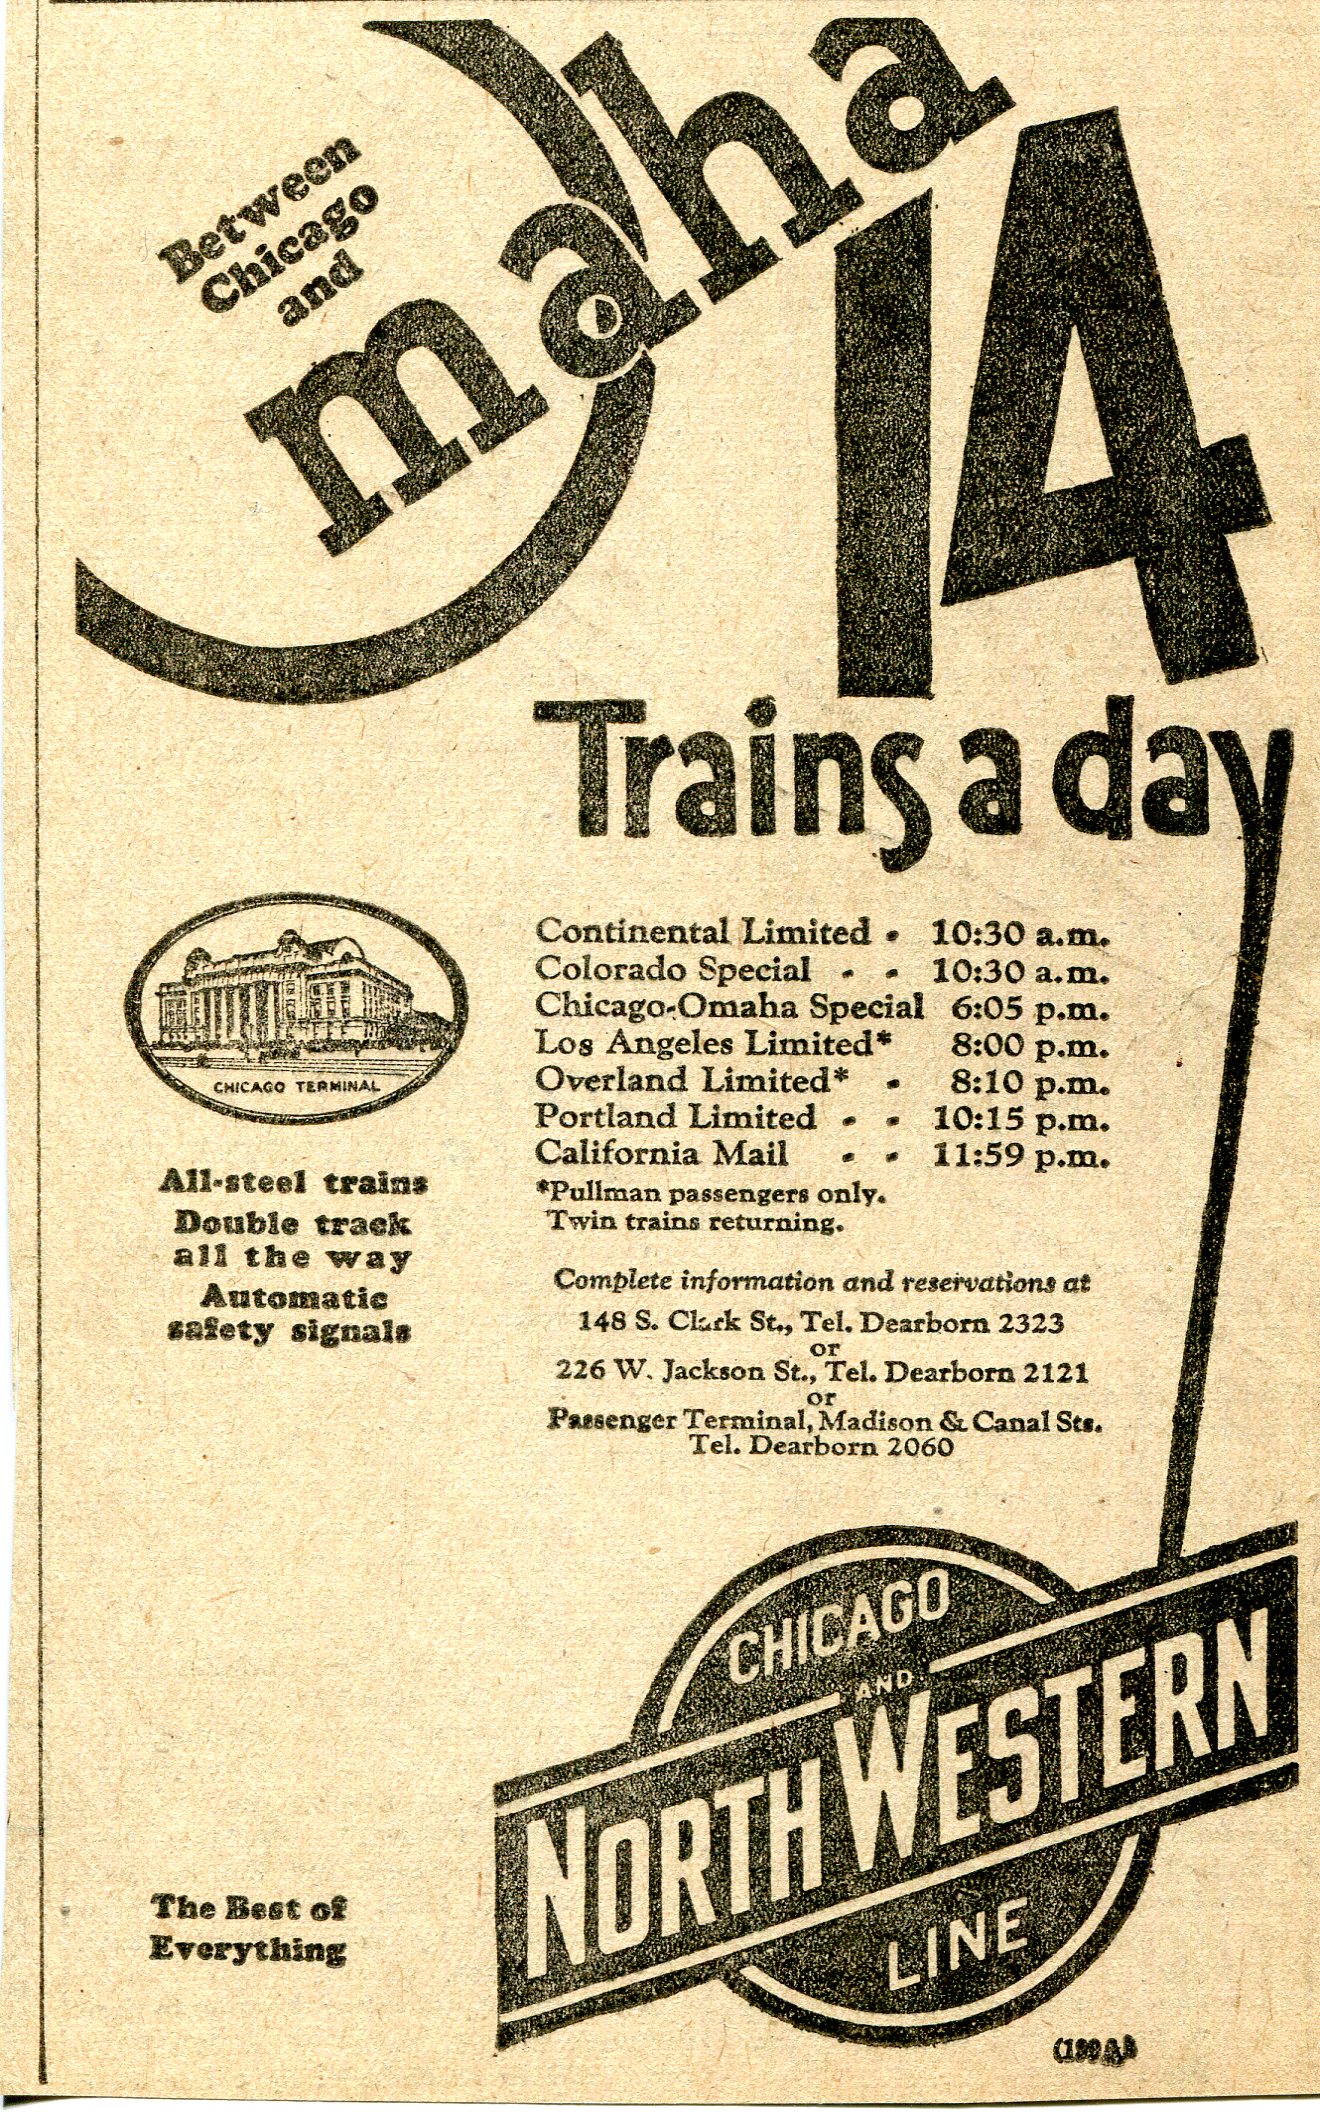 Between
Chicago
and
Omaha
14
Trains a day
Continental Limited - 10:30 a.m.
Colorado Special - - 10:30 a.m.
Chicago-Omaha Special 6:05 p.m.
Los Angeles Limited* 8:00 p.m.
Overland Limited* - 8:10 p.m.
Portland Limited - - 10:15 p.m.
California Mail - - 11:59 p.m.
*Pullman passengers only.
Twin trains returning.
CHICAGO TERMINAL
All-steel trains
Double track
all the way
Automatic
safety signals
Complete information and reservations at
148 S. Clark St., Tel. Dearborn 2323
or
226 W. Jackson St., Tel. Dearborn 2121
or
Passenger Terminal, Madison & Canal Sts.
Tel. Dearborn 2060
CHICAGO
AND
NORTH WESTERN
LINE
The Best of
Everything